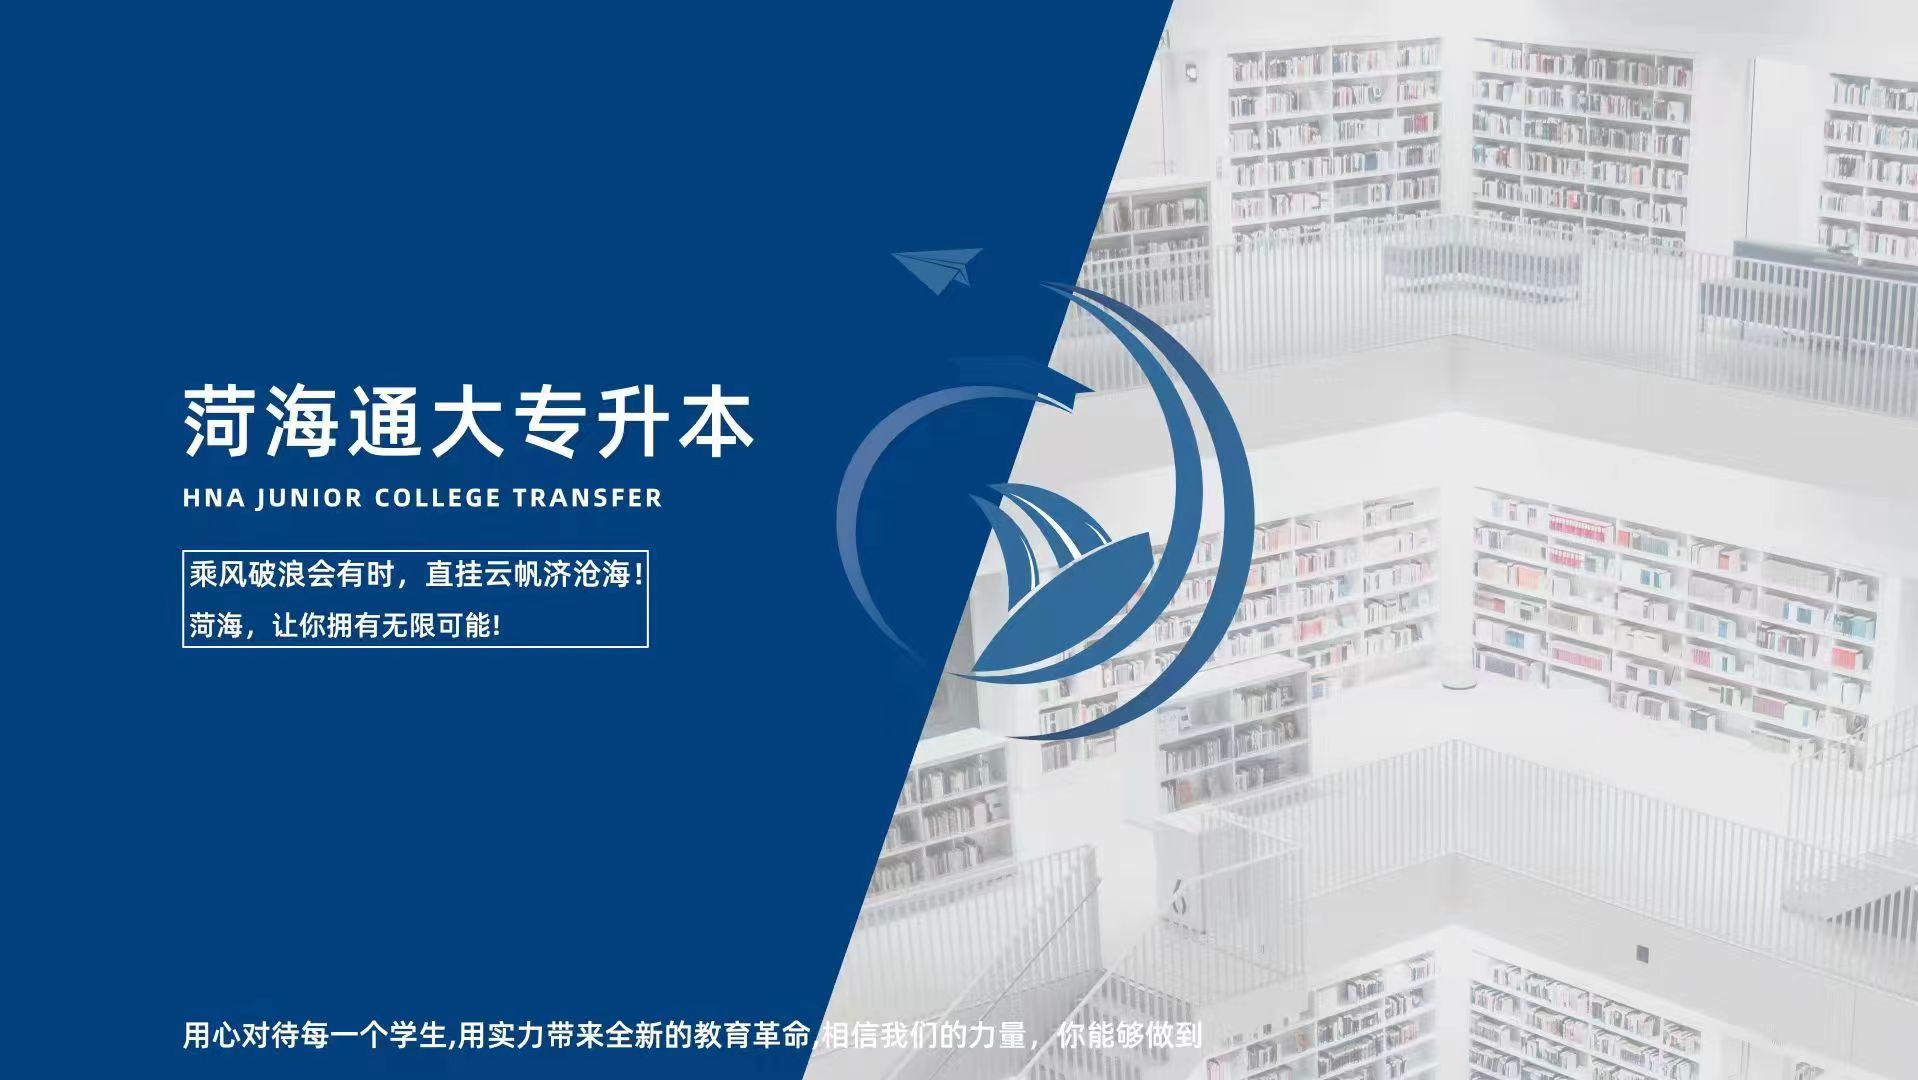 菏海通大专升本
HNA JUNIOR COLLEGE TRANSFER
乘风破浪会有时，直挂云帆济沧海！
菏海，让你拥有无限可能！
用心对待每一个学生,用实力带来全新的教育革命,相信我们的力量，你能够做到